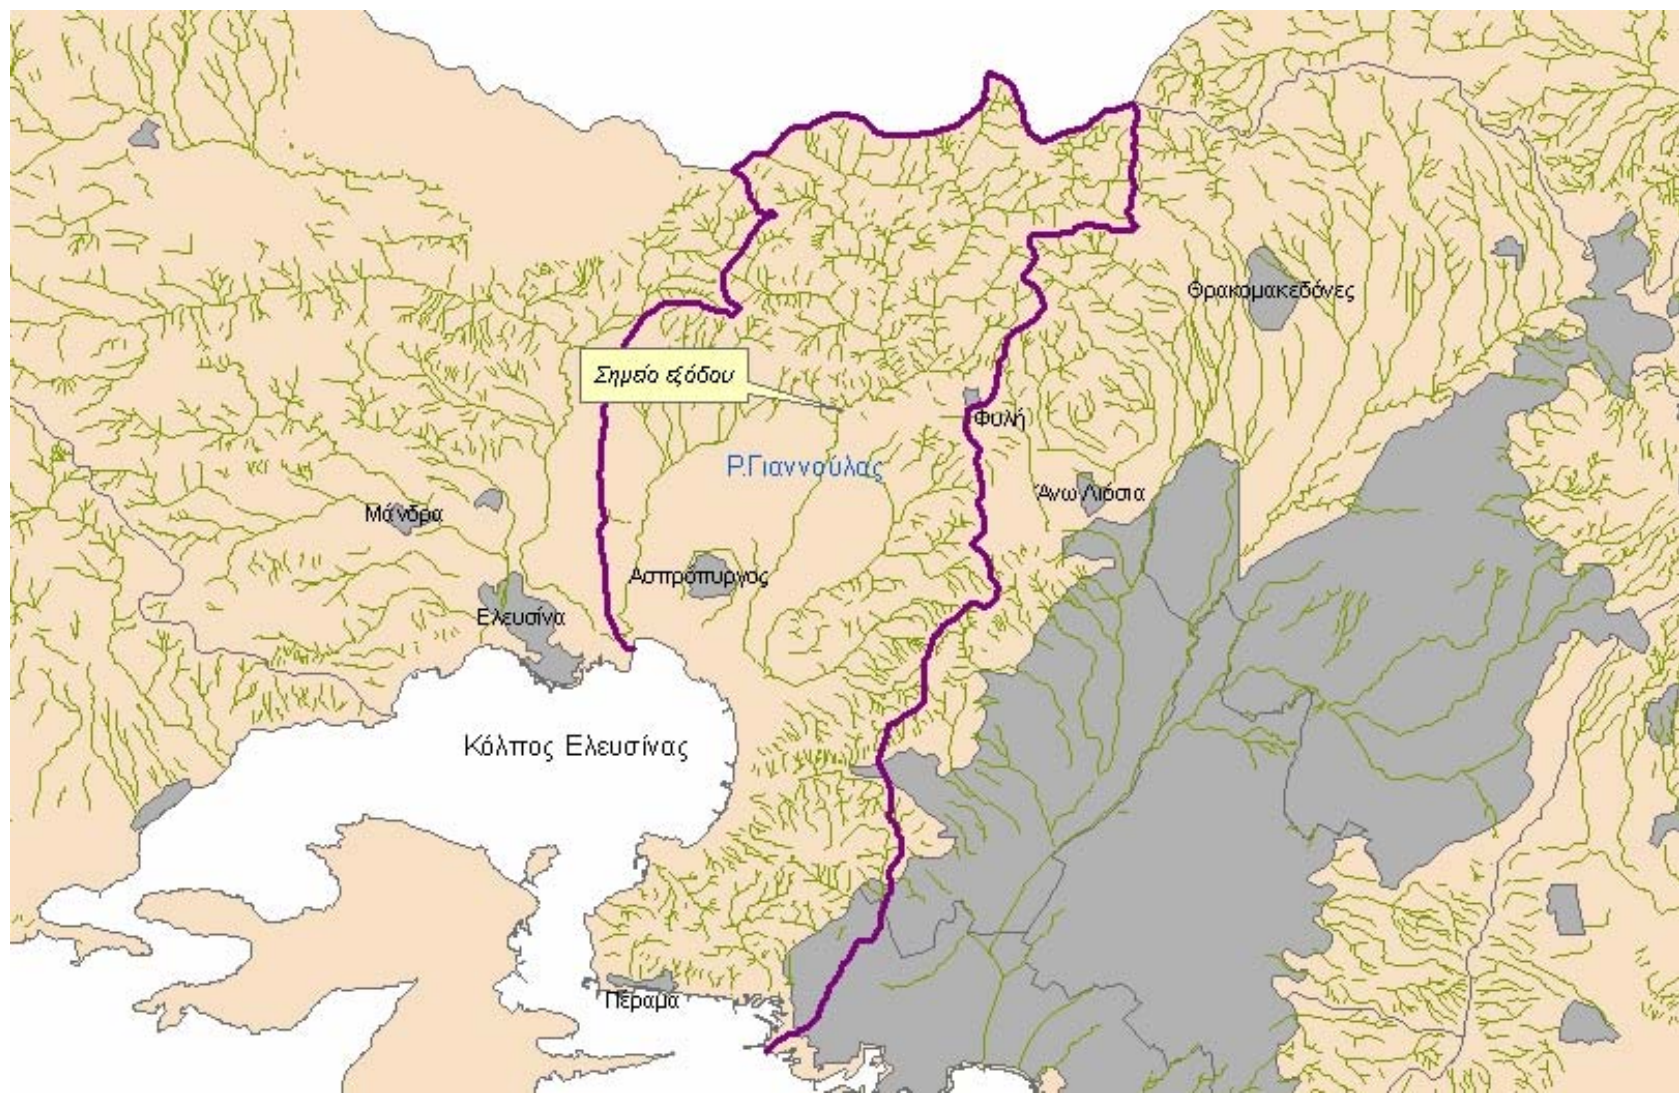 Θρακομακεδόνες
Σημείο εξόδου
Φυλή
Ρ.Γιαννούλας
Άνω Λιόσια
Μάνδρα
Ασπρόπυργος
Ελευσίνα
Κόλπος Ελευσίνας
Πέραμα